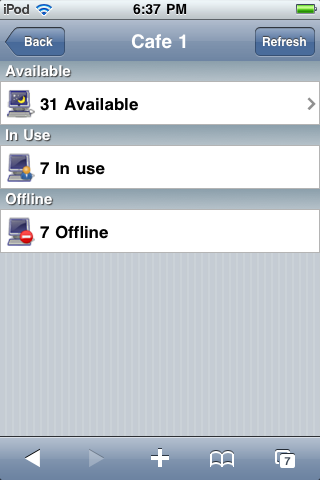 iPod 6:37 PM
Back Cafe 1 Refresh
Available
31 Available
In Use
7 In use
Offline
7 Offline
7